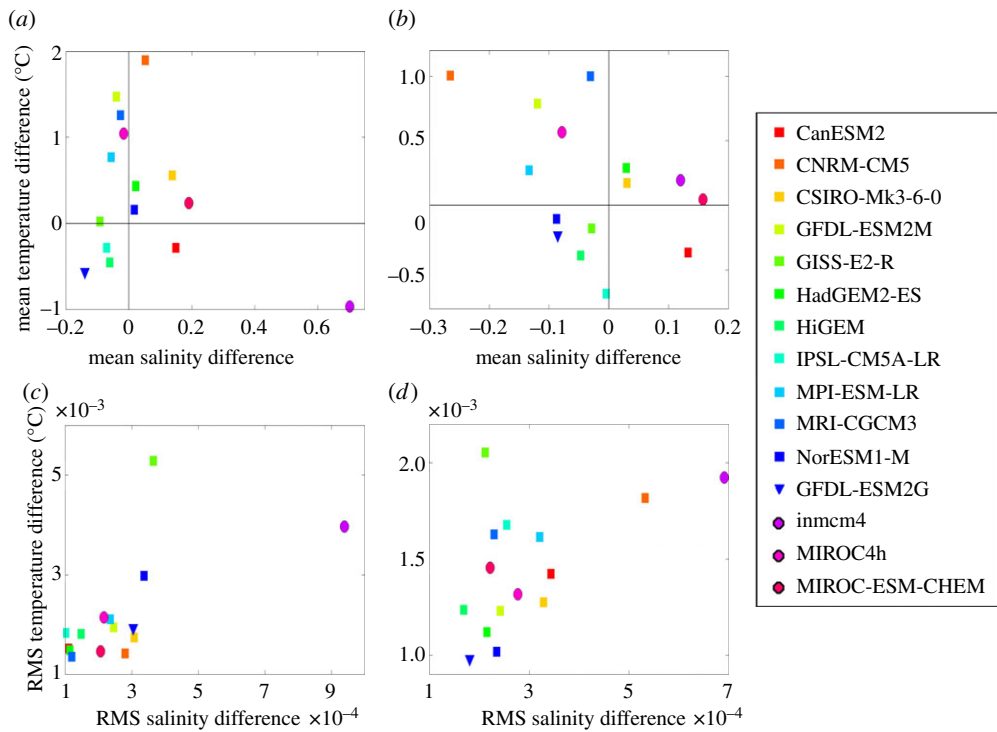 (a)
2
1
0
−1
mean temperature difference (°C)
−0.2 0 0.2 0.4 0.6
mean salinity difference
(b)
1.0
0.5
0
−0.5
−0.3 −0.2 −0.1 0 0.1 0.2
mean salinity difference
(c)
×10−3
5
3
1
RMS temperature difference (°C)
1 3 5 7 9
RMS salinity difference ×10−4
(d)
×10−3
2.0
1.5
1.0
1 3 5 7
RMS salinity difference ×10−4
CanESM2
CNRM-CM5
CSIRO-Mk3-6-0
GFDL-ESM2M
GISS-E2-R
HadGEM2-ES
HiGEM
IPSL-CM5A-LR
MPI-ESM-LR
MRI-CGCM3
NorESM1-M
GFDL-ESM2G
inmcm4
MIROC4h
MIROC-ESM-CHEM